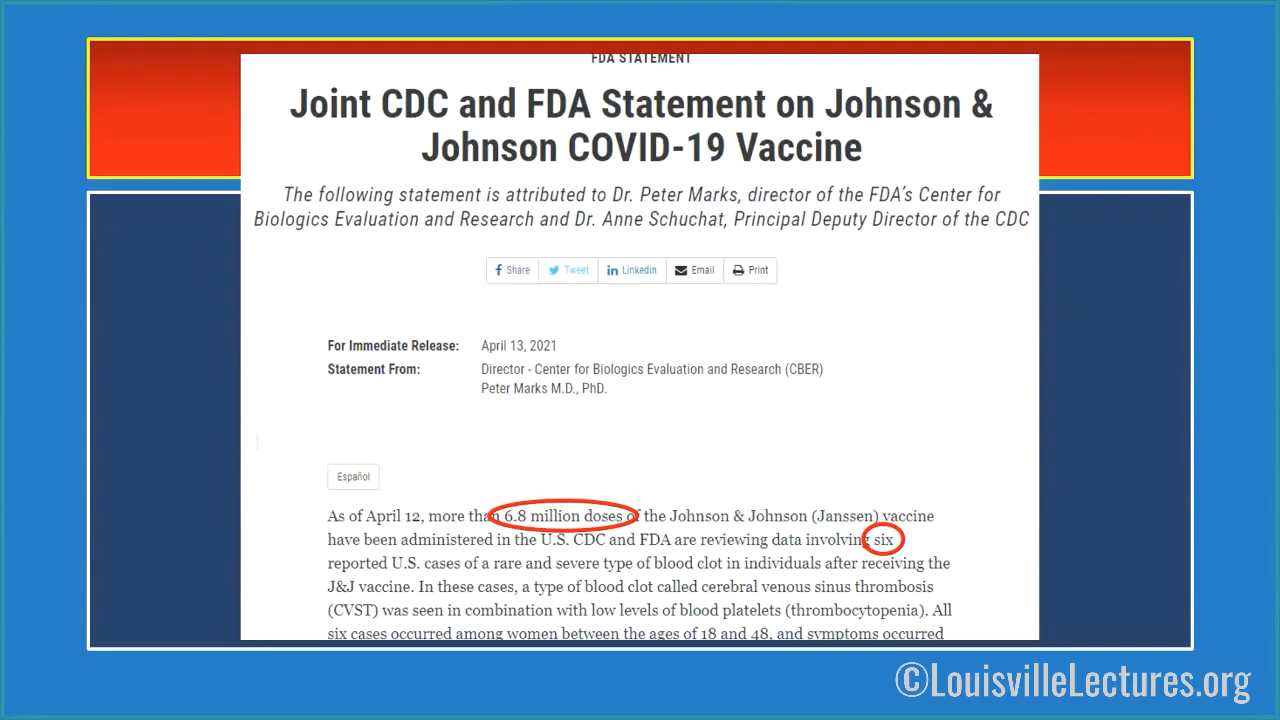 FDA STATEMENT
Joint CDC and FDA Statement on Johnson &
Johnson COVID-19 Vaccine
The following statement is attributed to Dr. Peter Marks, director of the FDA's Center for
Biologics Evaluation and Research and Dr. Anne Schuchat, Principal Deputy Director of the CDC
Share Tweet Linkedin Email Print
For Immediate Release: April 13, 2021
Statement From: Director - Center for Biologics Evaluation and Research (CBER)
Peter Marks M.D., PhD.
Español
As of April 12, more than 6.8 million doses of the Johnson & Johnson (Janssen) vaccine
have been administered in the U.S. CDC and FDA are reviewing data involving six
reported U.S. cases of a rare and severe type of blood clot in individuals after receiving the
J&J vaccine. In these cases, a type of blood clot called cerebral venous sinus thrombosis
(CVST) was seen in combination with low levels of blood platelets (thrombocytopenia). All
six cases occurred among women between the ages of 18 and 48, and symptoms occurred
©LouisvilleLectures.org